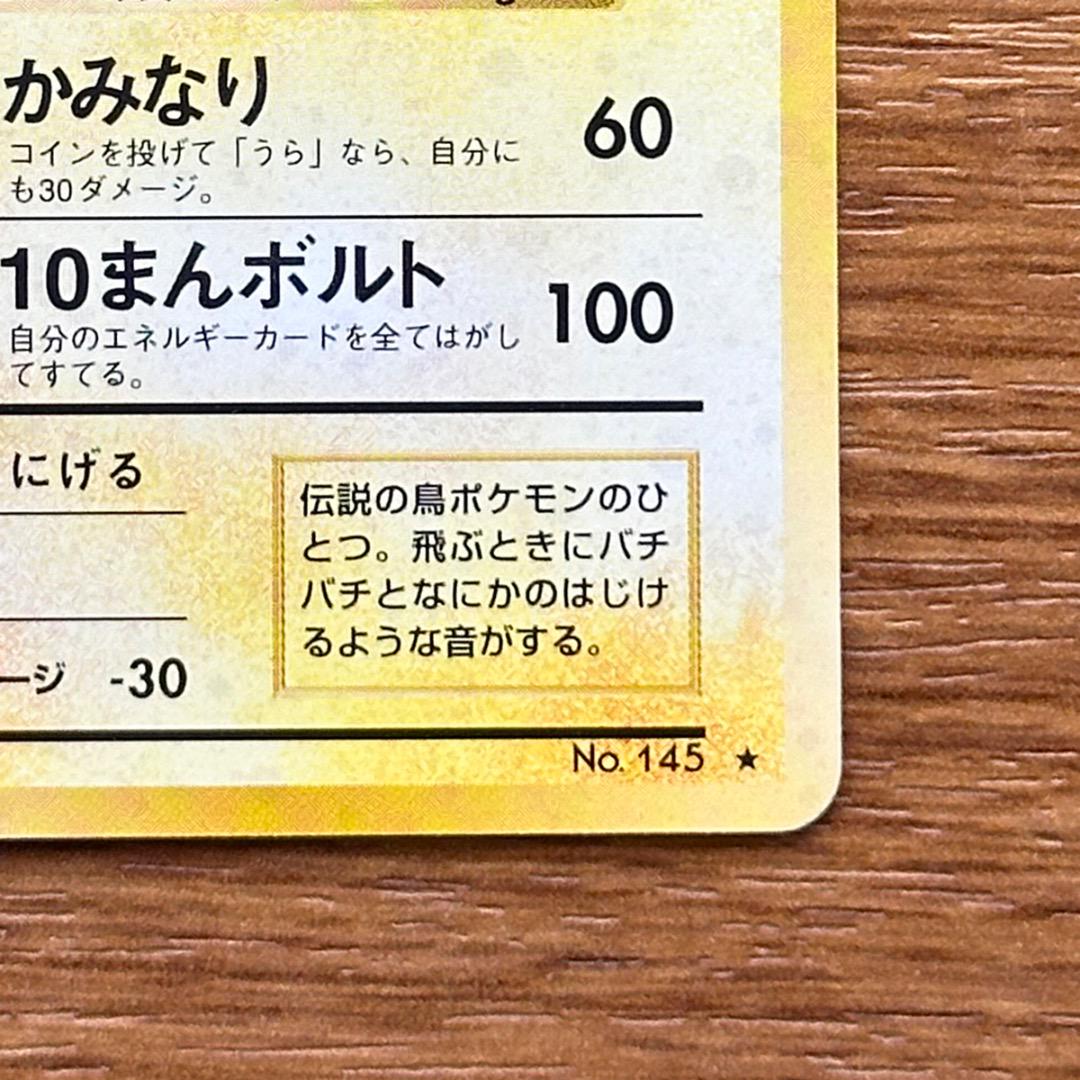 かみなり 60
コインを投げて「うら」なら、自分に
も30ダメージ。
10まんボルト 100
自分のエネルギーカードを全てはがし
てすてる。
にげる
ージ -30
伝説の鳥ポケモンのひ
とつ。飛ぶときにバチ
バチとなにかのはじけ
るような音がする。
No. 145 ★